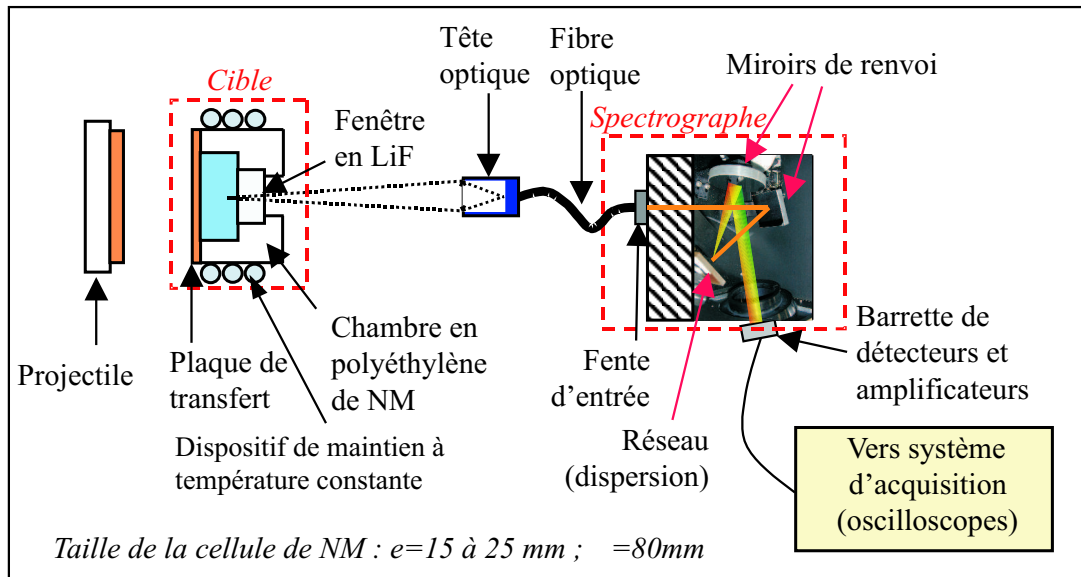 Tête
optique
Fibre
optique
Miroirs de renvoi
Cible
Spectrographe
Fenêtre
en LiF
Projectile
Plaque de
transfert
Chambre en
polyéthylène
de NM
Dispositif de maintien à
température constante
Fente
d'entrée
Réseau
(dispersion)
Barrette de
détecteurs et
amplificateurs
Vers système
d'acquisition
(oscilloscopes)
Taille de la cellule de NM : e=15 à 25 mm ; =80mm